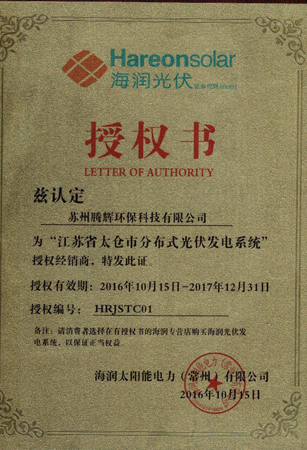 Hareonsolar
海润光伏
授权书
LETTER OF AUTHORITY
兹认定
苏州腾辉环保科技有限公司
为“江苏省太仓市分布式光伏发电系统”
授权经销商，特发此证。
授权有效期：2016年10月15日-2017年12月31日
授权编号：HRJSTC01
备注：请消费者选择在有授权书的海润专营店购买海润光伏发
电系统，以保证正当权益。
海润太阳能电力（常州）有限公司
2016年10月15日